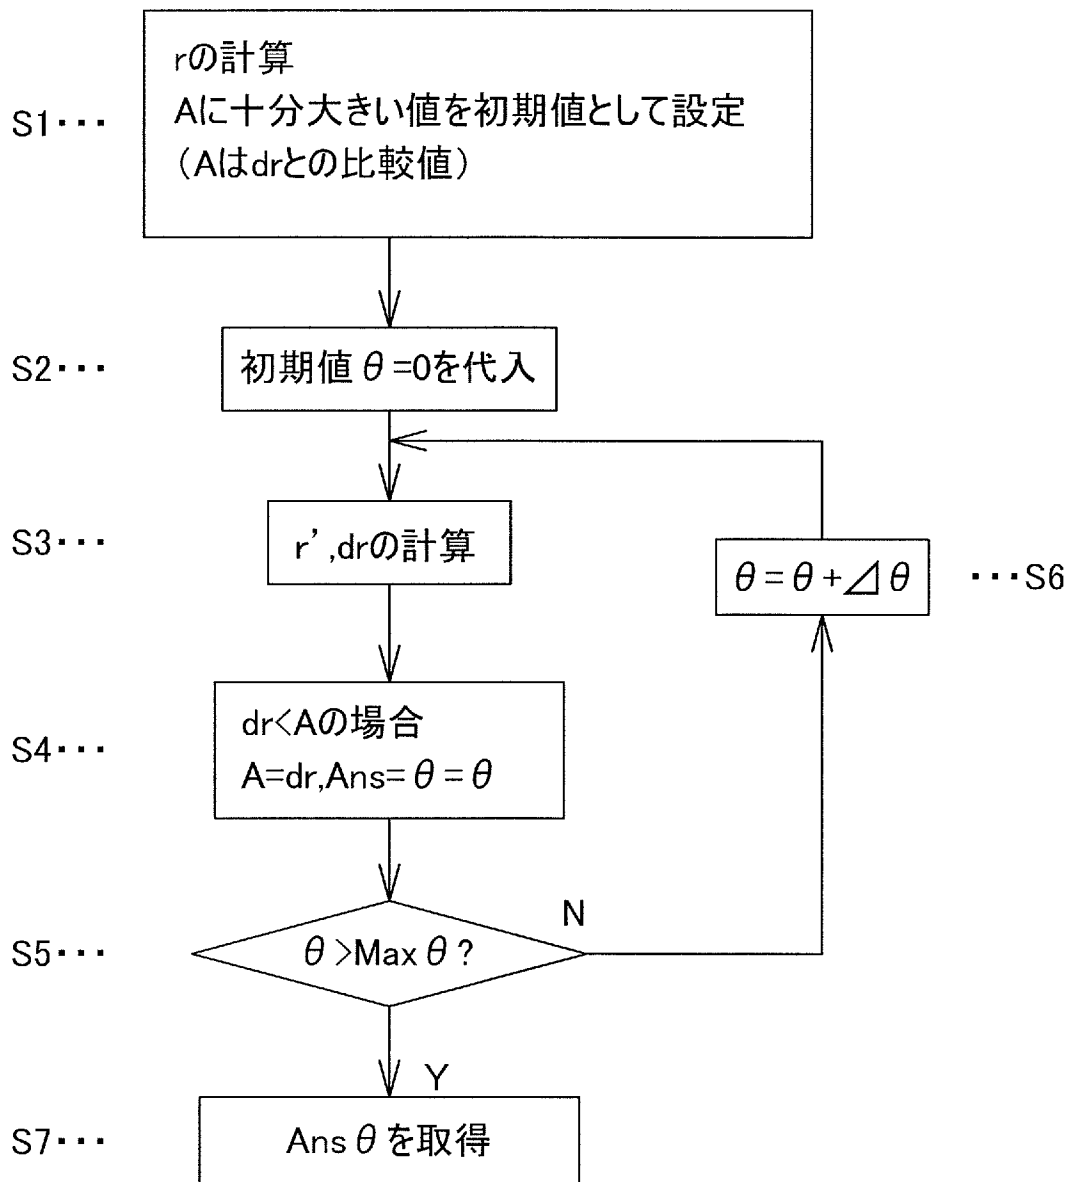 rの計算
Aに十分大きい値を初期値として設定
（Aはdrとの比較値）
S1・・・
S2・・・
初期値θ=0を代入
S3・・・
r’,drの計算
θ=θ+⊿θ
・・・S6
S4・・・
dr<Aの場合
A=dr,Ans=θ=θ
N
S5・・・
θ>Maxθ?
Y
S7・・・
Ansθを取得